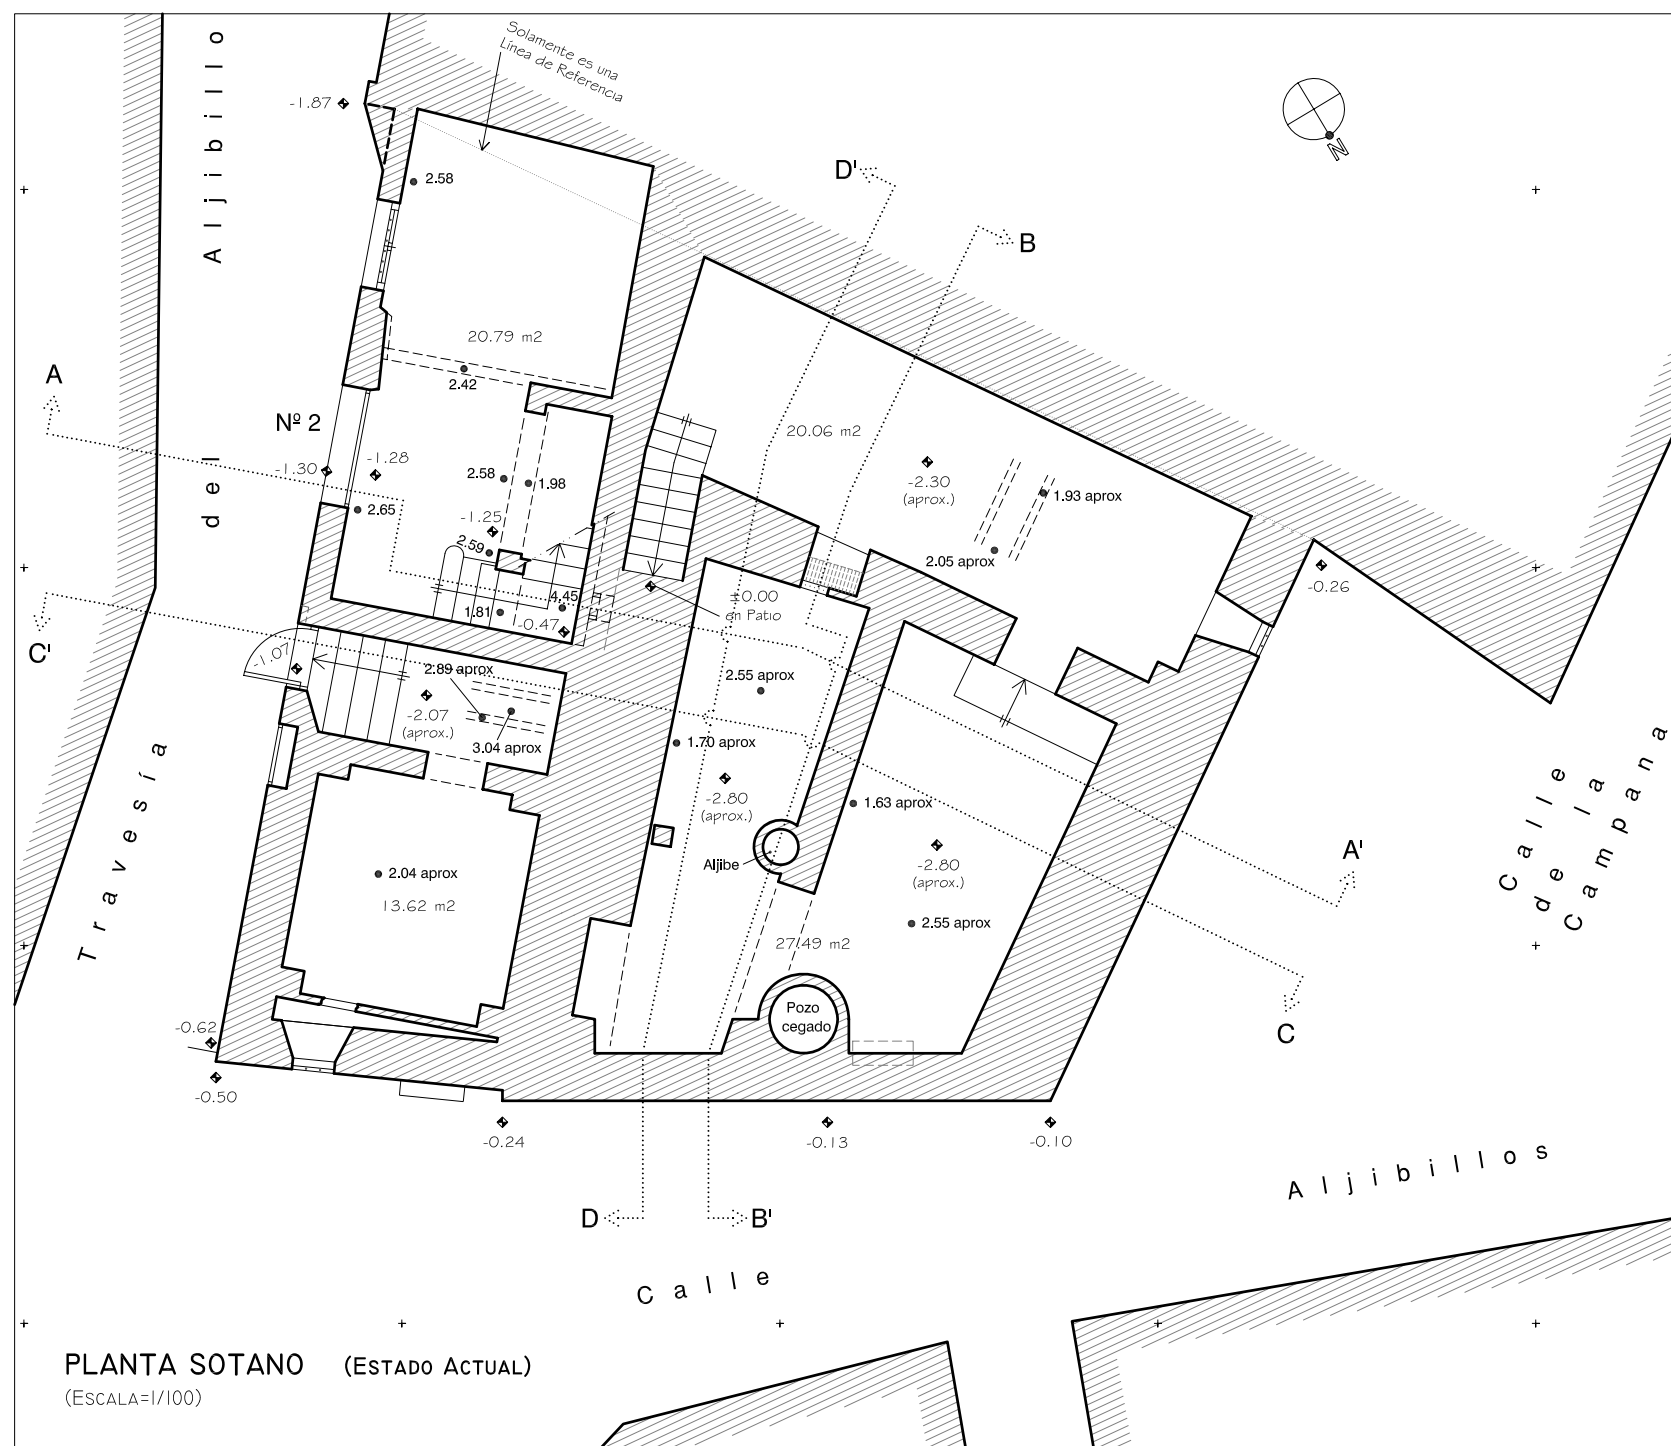 Solamente es una
Línea de Referencia
-1.87
N
D'
B
2.58
20.79 m2
2.42
A
Nº 2
-1.30
-1.28
2.65
2.58
1.98
-1.25
2.59
4.45
1.81
-0.47
20.06 m2
-2.30
(aprox.)
1.93 aprox
2.05 aprox
-0.26
±0.00
en Patio
C'
-1.07
2.89 aprox
-2.07
(aprox.)
3.04 aprox
2.55 aprox
1.70 aprox
-2.80
(aprox.)
1.63 aprox
-2.80
(aprox.)
Aljibe
2.55 aprox
27.49 m2
2.04 aprox
13.62 m2
Pozo
cegado
A'
C
-0.62
-0.50
-0.24
-0.13
-0.10
D
B'
Travesía del Aljibillo
Calle
de la
Campana
Calle Aljibillos
PLANTA SOTANO (ESTADO ACTUAL)
(ESCALA=1/100)